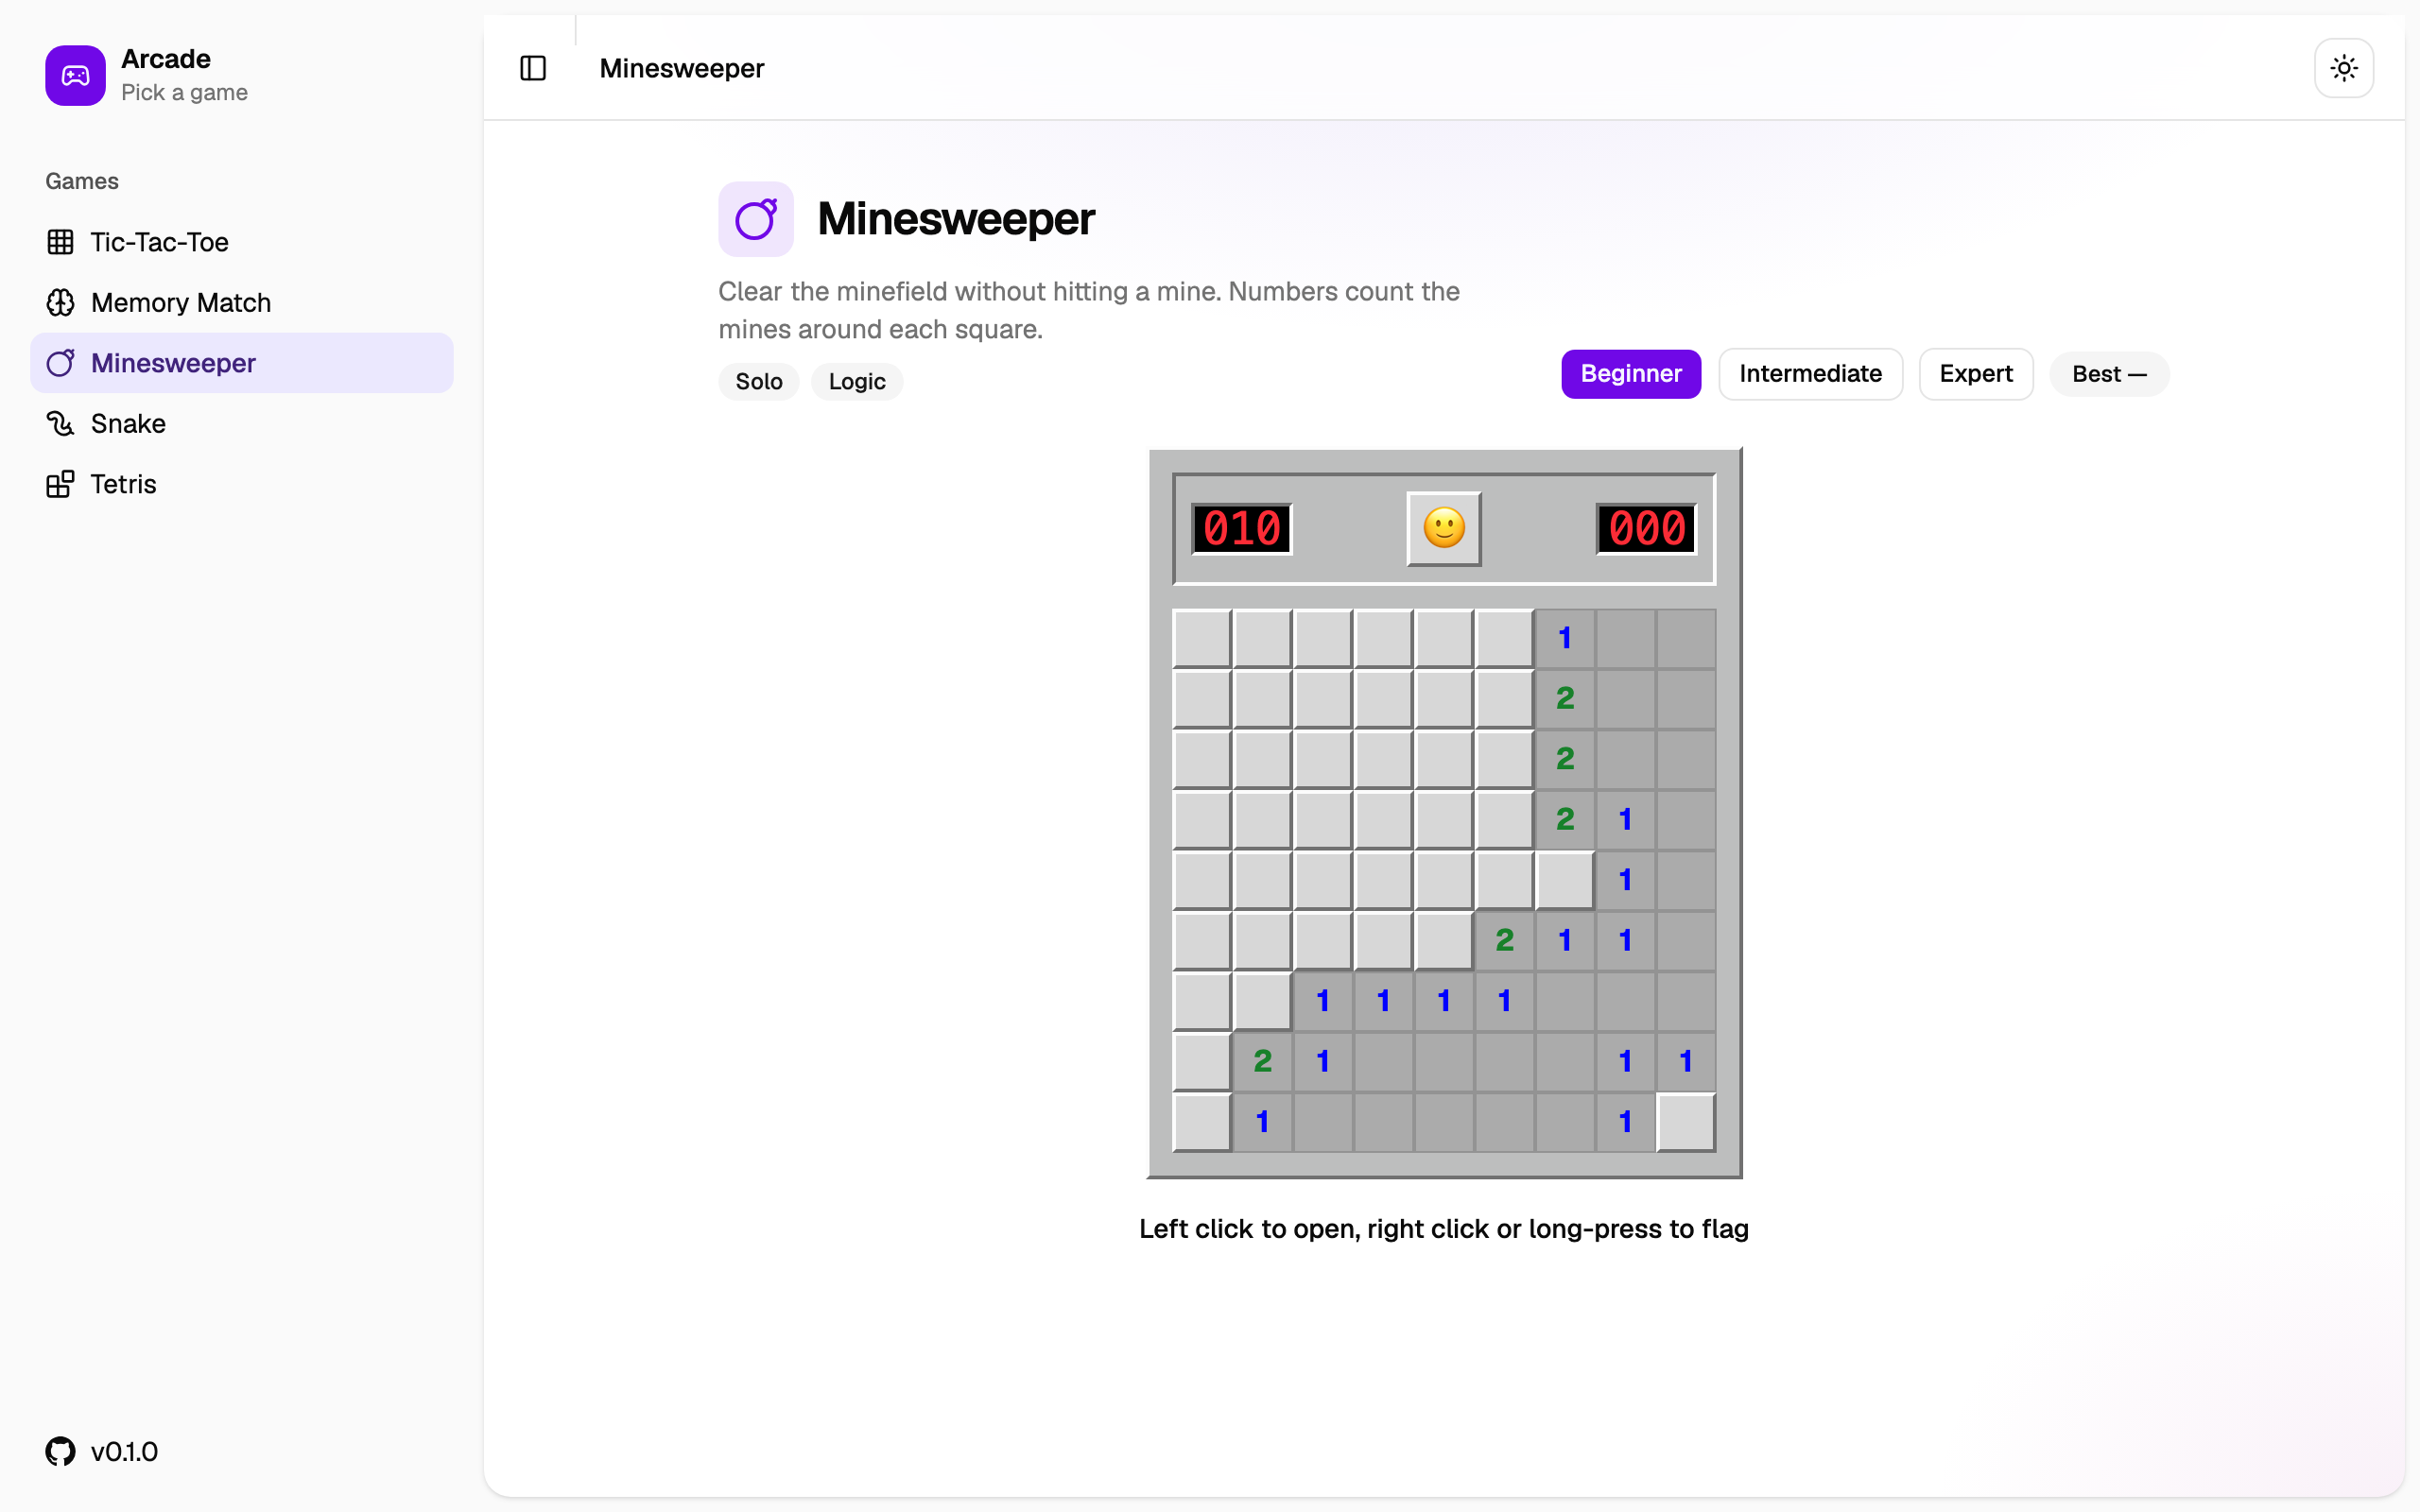 Arcade
Pick a game
Games
Tic-Tac-Toe
Memory Match
Minesweeper
Snake
Tetris
v0.1.0
Minesweeper
Minesweeper
Clear the minefield without hitting a mine. Numbers count the
mines around each square.
Solo Logic
Beginner Intermediate Expert Best —
010 000
1
2
2
2 1
1
2 1 1
1 1 1 1
2 1 1 1
1 1
Left click to open, right click or long-press to flag